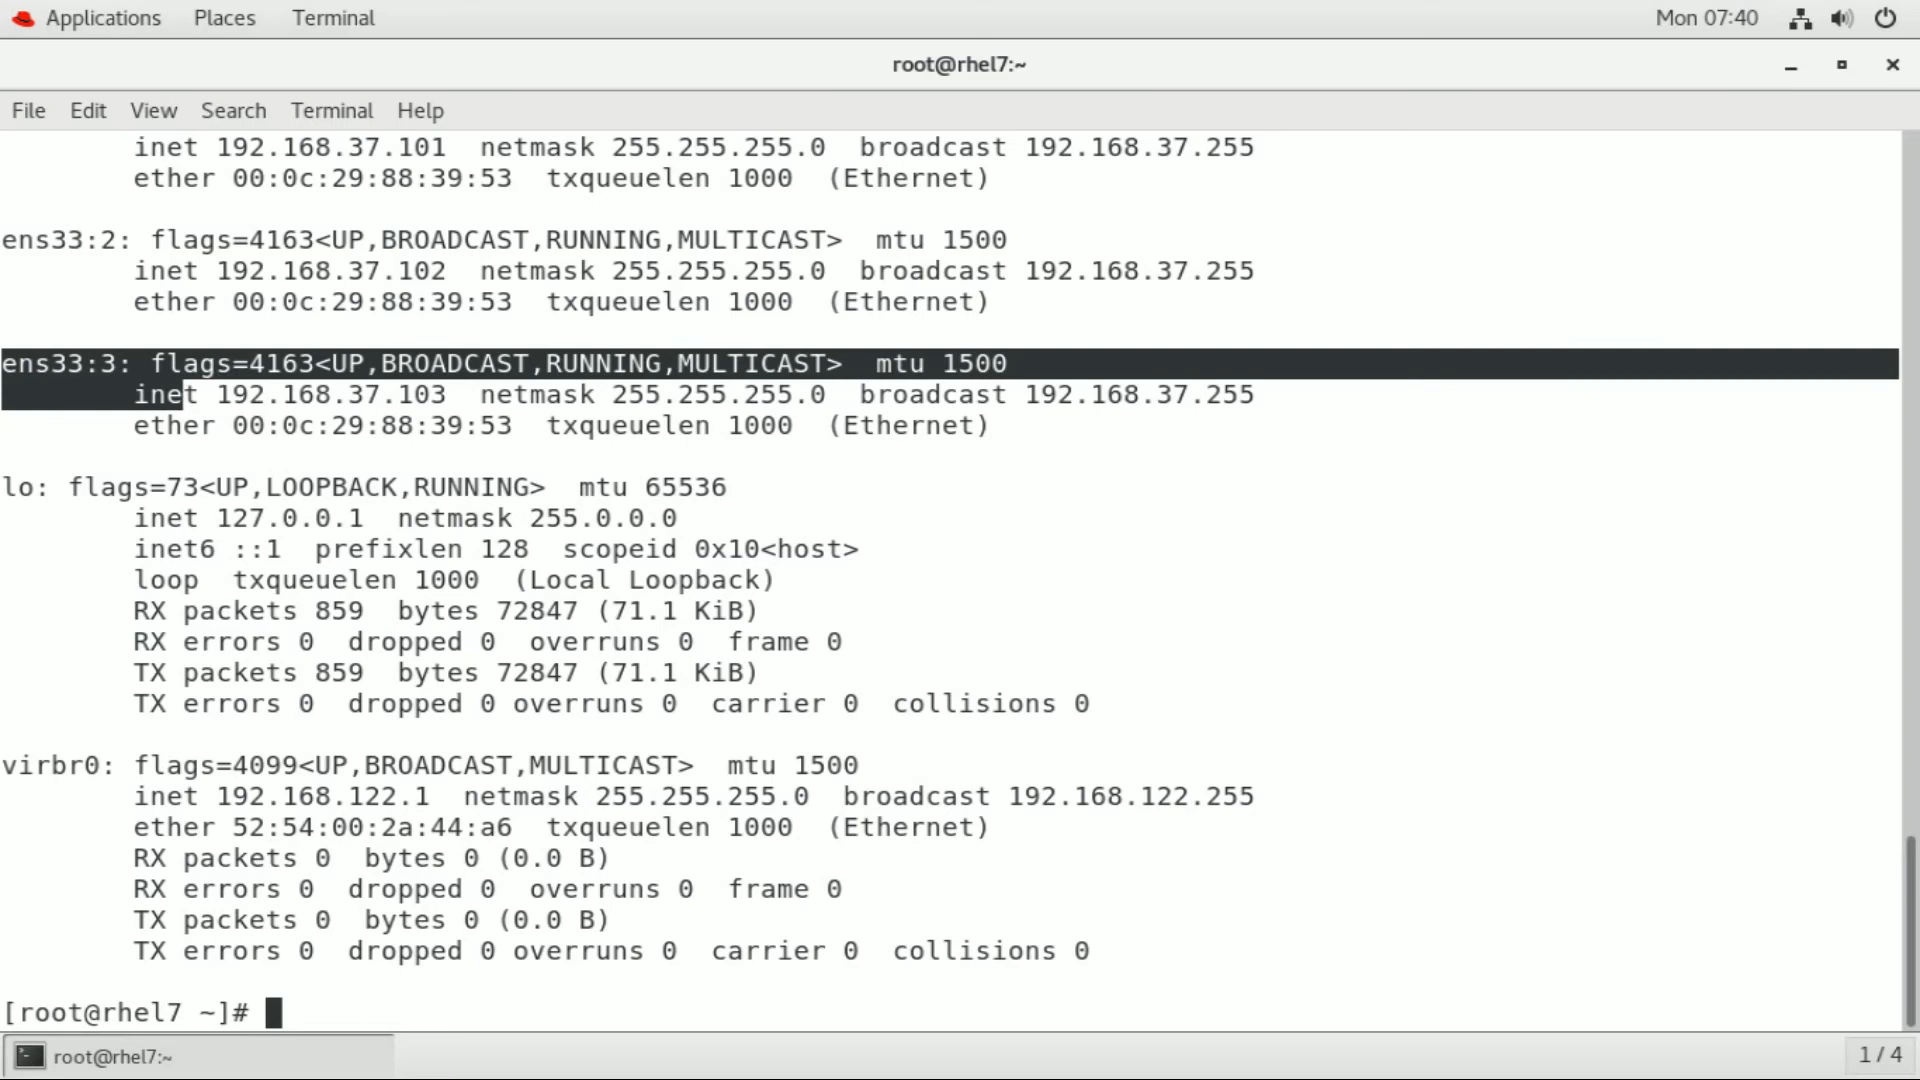 Applications Places Terminal Mon 07:40
root@rhel7:~
File Edit View Search Terminal Help
inet 192.168.37.101  netmask 255.255.255.0  broadcast 192.168.37.255
ether 00:0c:29:88:39:53  txqueuelen 1000  (Ethernet)
ens33:2: flags=4163<UP,BROADCAST,RUNNING,MULTICAST>  mtu 1500
inet 192.168.37.102  netmask 255.255.255.0  broadcast 192.168.37.255
ether 00:0c:29:88:39:53  txqueuelen 1000  (Ethernet)
ens33:3: flags=4163<UP,BROADCAST,RUNNING,MULTICAST>  mtu 1500
inet 192.168.37.103  netmask 255.255.255.0  broadcast 192.168.37.255
ether 00:0c:29:88:39:53  txqueuelen 1000  (Ethernet)
lo: flags=73<UP,LOOPBACK,RUNNING>  mtu 65536
inet 127.0.0.1  netmask 255.0.0.0
inet6 ::1  prefixlen 128  scopeid 0x10<host>
loop  txqueuelen 1000  (Local Loopback)
RX packets 859  bytes 72847 (71.1 KiB)
RX errors 0  dropped 0  overruns 0  frame 0
TX packets 859  bytes 72847 (71.1 KiB)
TX errors 0  dropped 0 overruns 0  carrier 0  collisions 0
virbr0: flags=4099<UP,BROADCAST,MULTICAST>  mtu 1500
inet 192.168.122.1  netmask 255.255.255.0  broadcast 192.168.122.255
ether 52:54:00:2a:44:a6  txqueuelen 1000  (Ethernet)
RX packets 0  bytes 0 (0.0 B)
RX errors 0  dropped 0  overruns 0  frame 0
TX packets 0  bytes 0 (0.0 B)
TX errors 0  dropped 0 overruns 0  carrier 0  collisions 0
[root@rhel7 ~]#
root@rhel7:~ 1 / 4